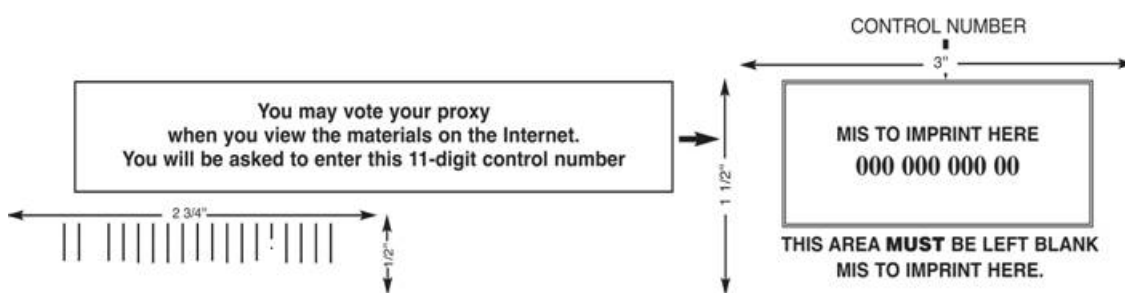 CONTROL NUMBER
3"
You may vote your proxy
when you view the materials on the Internet.
You will be asked to enter this 11-digit control number
MIS TO IMPRINT HERE
000 000 000 00
1 1/2"
2 3/4"
1/2"
THIS AREA MUST BE LEFT BLANK
MIS TO IMPRINT HERE.